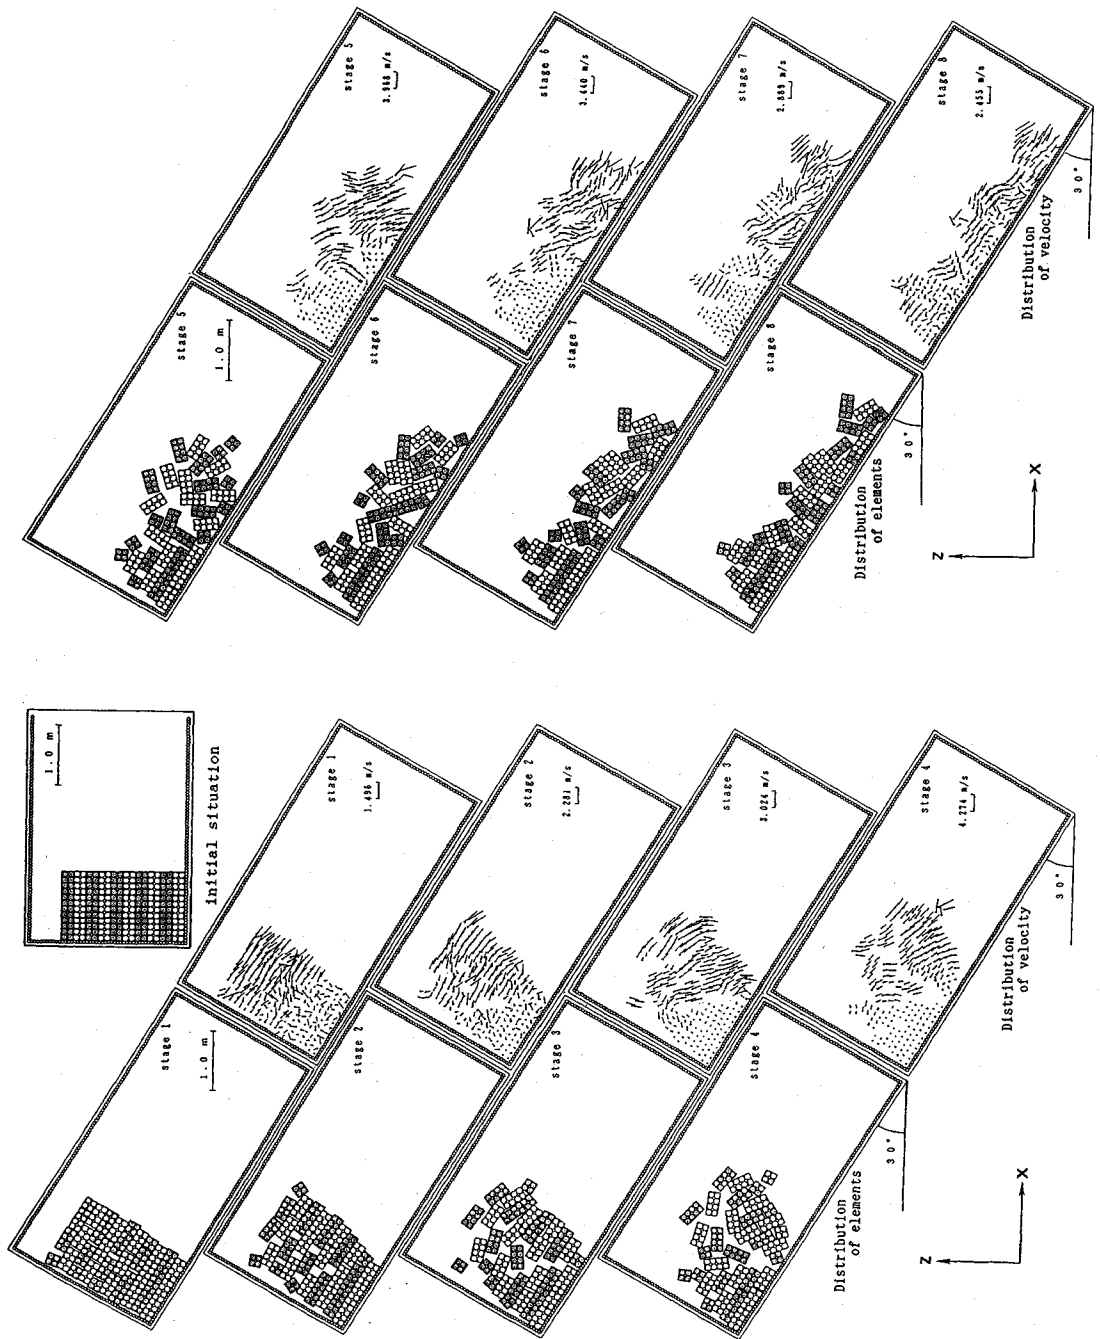 initial situation
1.0 m
stage 1
1.0 m
stage 1
1.496 m/s
stage 2
stage 2
2.281 m/s
stage 3
stage 3
3.024 m/s
stage 4
stage 4
4.274 m/s
30°
30°
Distribution
of elements
Distribution
of velocity
Z
X
stage 5
1.0 m
stage 5
3.968 m/s
stage 6
stage 6
3.440 m/s
stage 7
stage 7
stage 8
stage 8
2.455 m/s
30°
30°
Distribution
of elements
Distribution
of velocity
Z
X